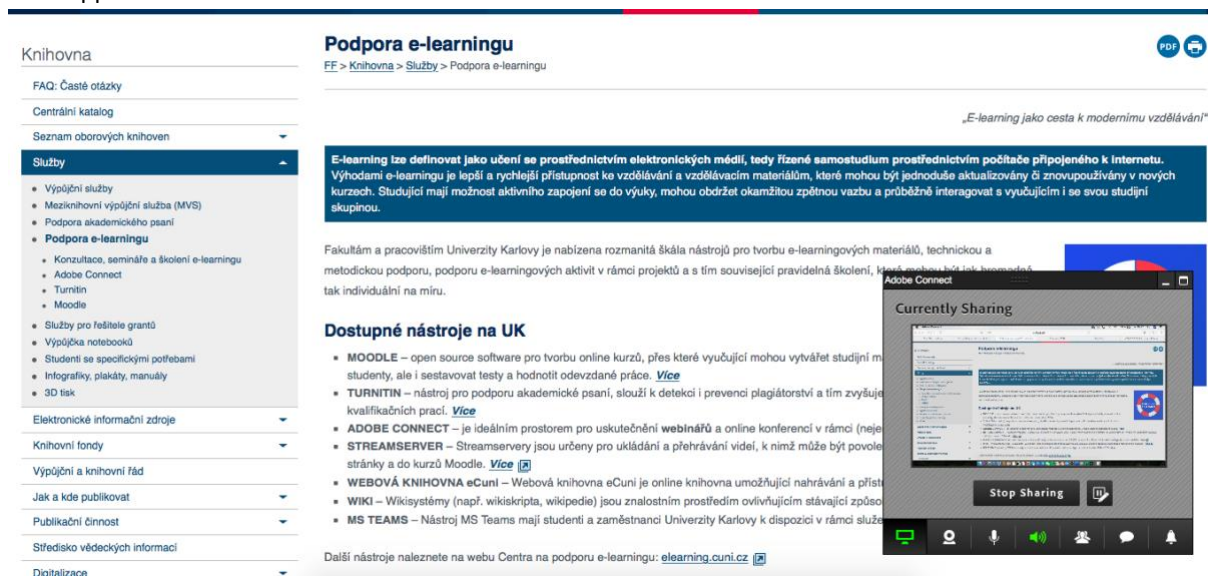 Knihovna
FAQ: Časté otázky
Centrální katalog
Seznam oborových knihoven
Služby
Výpůjční služby
Meziknihovní výpůjční služba (MVS)
Podpora akademického psaní
Podpora e-learningu
Konzultace, semináře a školení e-learningu
Adobe Connect
Turnitin
Moodle
Služby pro řešitele grantů
Výpůjčka notebooků
Studenti se specifickými potřebami
Infografiky, plakáty, manuály
3D tisk
Elektronické informační zdroje
Knihovní fondy
Výpůjční a knihovní řád
Jak a kde publikovat
Publikační činnost
Středisko vědeckých informací
Digitalizace
Podpora e-learningu
PDF
FF > Knihovna > Služby > Podpora e-learningu
„E-learning jako cesta k modernímu vzdělávání“
E-learning lze definovat jako učení se prostřednictvím elektronických médií, tedy řízené samostudium prostřednictvím počítače připojeného k internetu.
Výhodami e-learningu je lepší a rychlejší přístupnost ke vzdělávání a vzdělávacím materiálům, které mohou být jednoduše aktualizovány či znovupoužívány v nových
kurzech. Studující mají možnost aktivního zapojení se do výuky, mohou obdržet okamžitou zpětnou vazbu a průběžně interagovat s vyučujícím i se svou studijní
skupinou.
Fakultám a pracovištím Univerzity Karlovy je nabízena rozmanitá škála nástrojů pro tvorbu e-learningových materiálů, technickou a
metodickou podporu, podporu e-learningových aktivit v rámci projektů a s tím související pravidelná školení,
tak individuální na míru.
Dostupné nástroje na UK
MOODLE – open source software pro tvorbu online kurzů, přes které vyučující mohou vytvářet studijní
studenty, ale i sestavovat testy a hodnotit odevzdané práce. Více
TURNITIN – nástroj pro podporu akademické psaní, slouží k detekci i prevenci plagiátorství a tím zvyšuje
kvalifikačních prací. Více
ADOBE CONNECT – je ideálním prostorem pro uskutečnění webinářů a online konferencí v rámci
STREAMSERVER – Streamservery jsou určeny pro ukládání a přehrávání videí, k nimž může být
stránky a do kurzů Moodle. Více
WEBOVÁ KNIHOVNA eCuni – Webová knihovna eCuni je online knihovna umožňující nahrávání a
WIKI – Wikisystémy (např. wikiskripta, wikipedie) jsou znalostním prostředím ovlivňujícím stávající
MS TEAMS – Nástroj MS Teams mají studenti a zaměstnanci Univerzity Karlovy k dispozici v rámci
Další nástroje naleznete na webu Centra na podporu e-learningu: elearning.cuni.cz
Adobe Connect
Currently Sharing
Stop Sharing